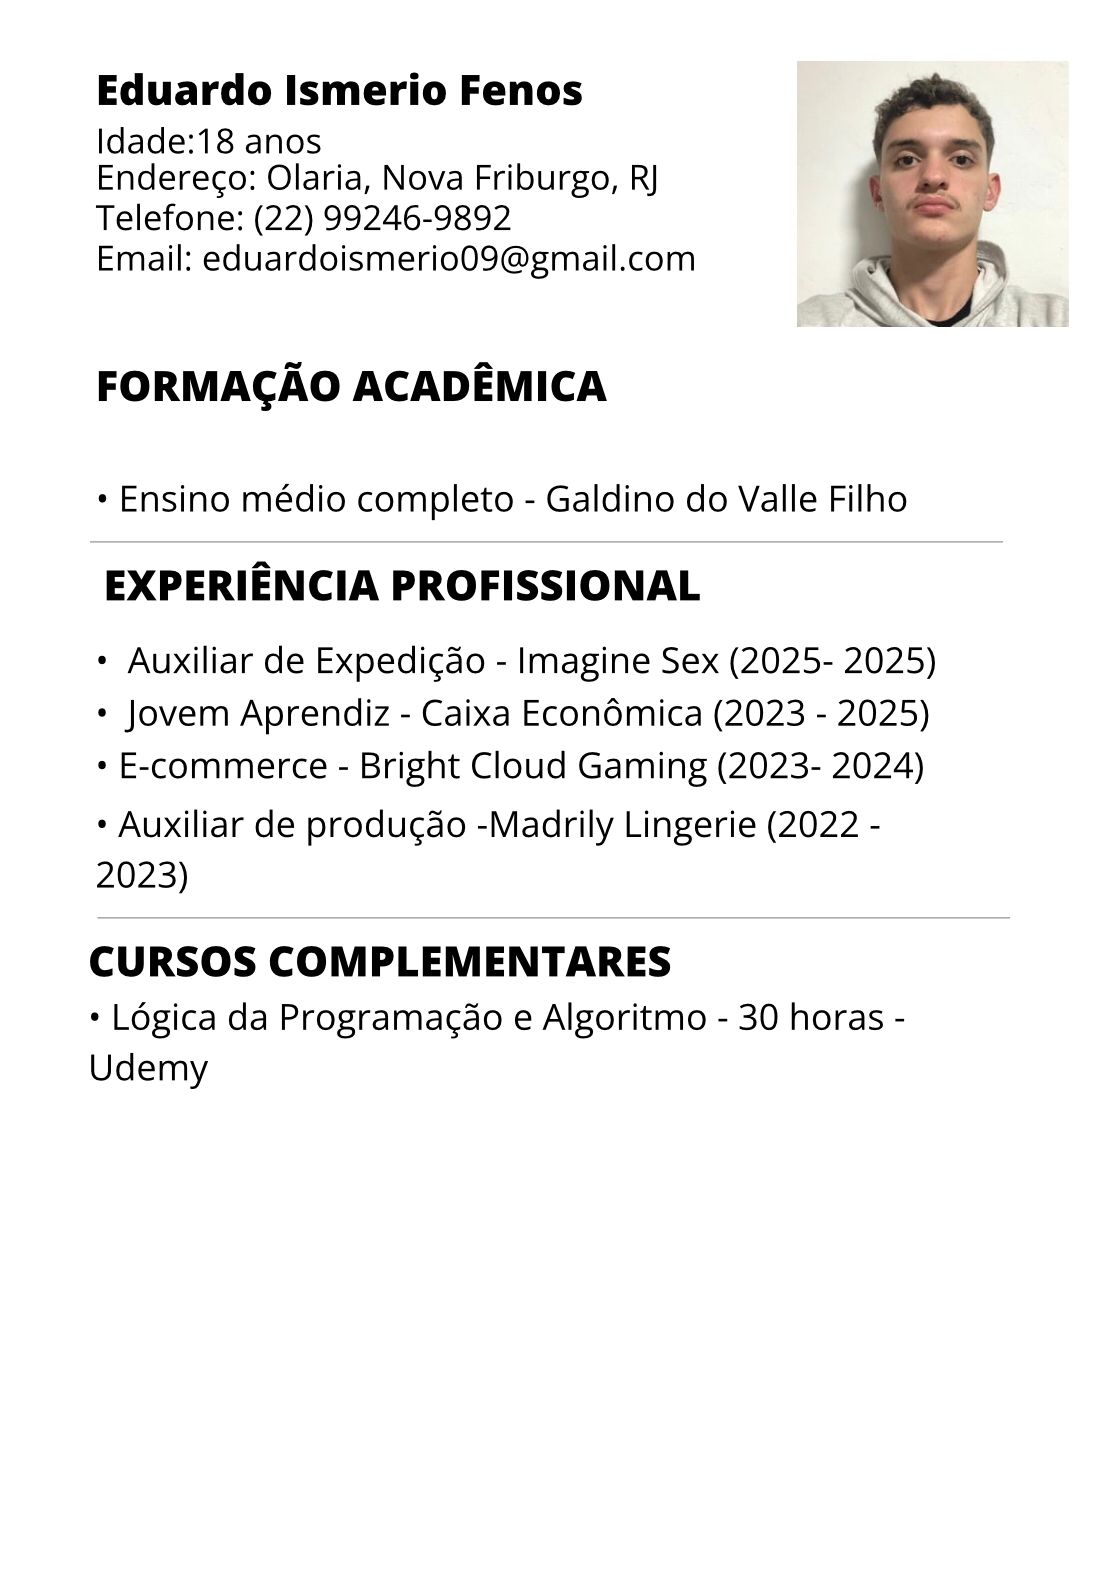 Eduardo Ismerio Fenos
Idade:18 anos
Endereço: Olaria, Nova Friburgo, RJ
Telefone: (22) 99246-9892
Email: eduardoismerio09@gmail.com
FORMAÇÃO ACADÊMICA
• Ensino médio completo - Galdino do Valle Filho
EXPERIÊNCIA PROFISSIONAL
• Auxiliar de Expedição - Imagine Sex (2025- 2025)
• Jovem Aprendiz - Caixa Econômica (2023 - 2025)
• E-commerce - Bright Cloud Gaming (2023- 2024)
• Auxiliar de produção -Madrily Lingerie (2022 -
2023)
CURSOS COMPLEMENTARES
• Lógica da Programação e Algoritmo - 30 horas -
Udemy